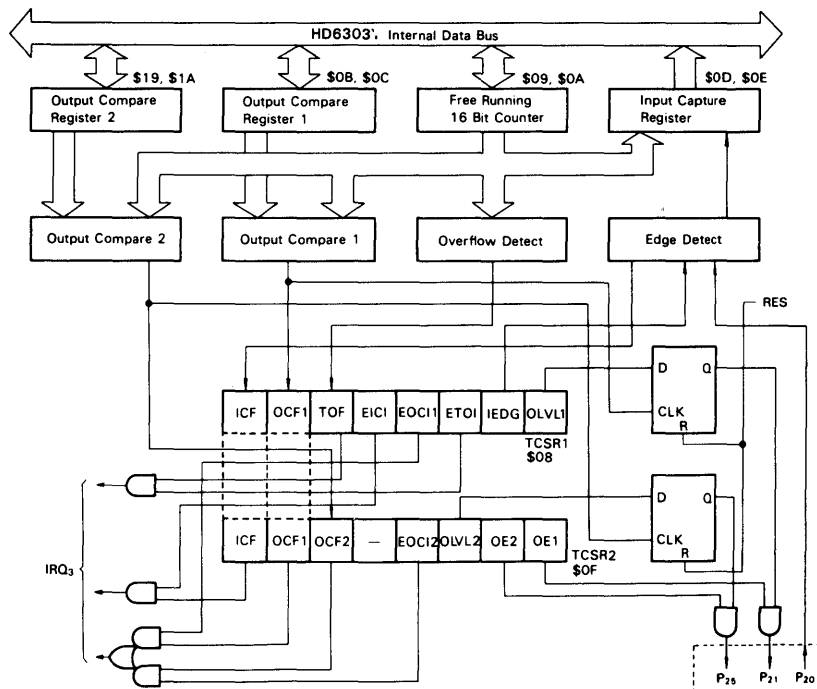 HD6303'. Internal Data Bus
$19, $1A
$0B, $0C
$09, $0A
$0D, $0E
Output Compare
Register 2
Output Compare
Register 1
Free Running
16 Bit Counter
Input Capture
Register
Output Compare 2
Output Compare 1
Overflow Detect
Edge Detect
RES
D Q
CLK
R
ICF OCF1 TOF EICI EOCI1 ETOI IEDG OLVL1
TCSR1
$08
D Q
CLK
R
ICF OCF1 OCF2 — EOCI2 OLVL2 OE2 OE1
TCSR2
$0F
IRQ3
P25 P21 P20